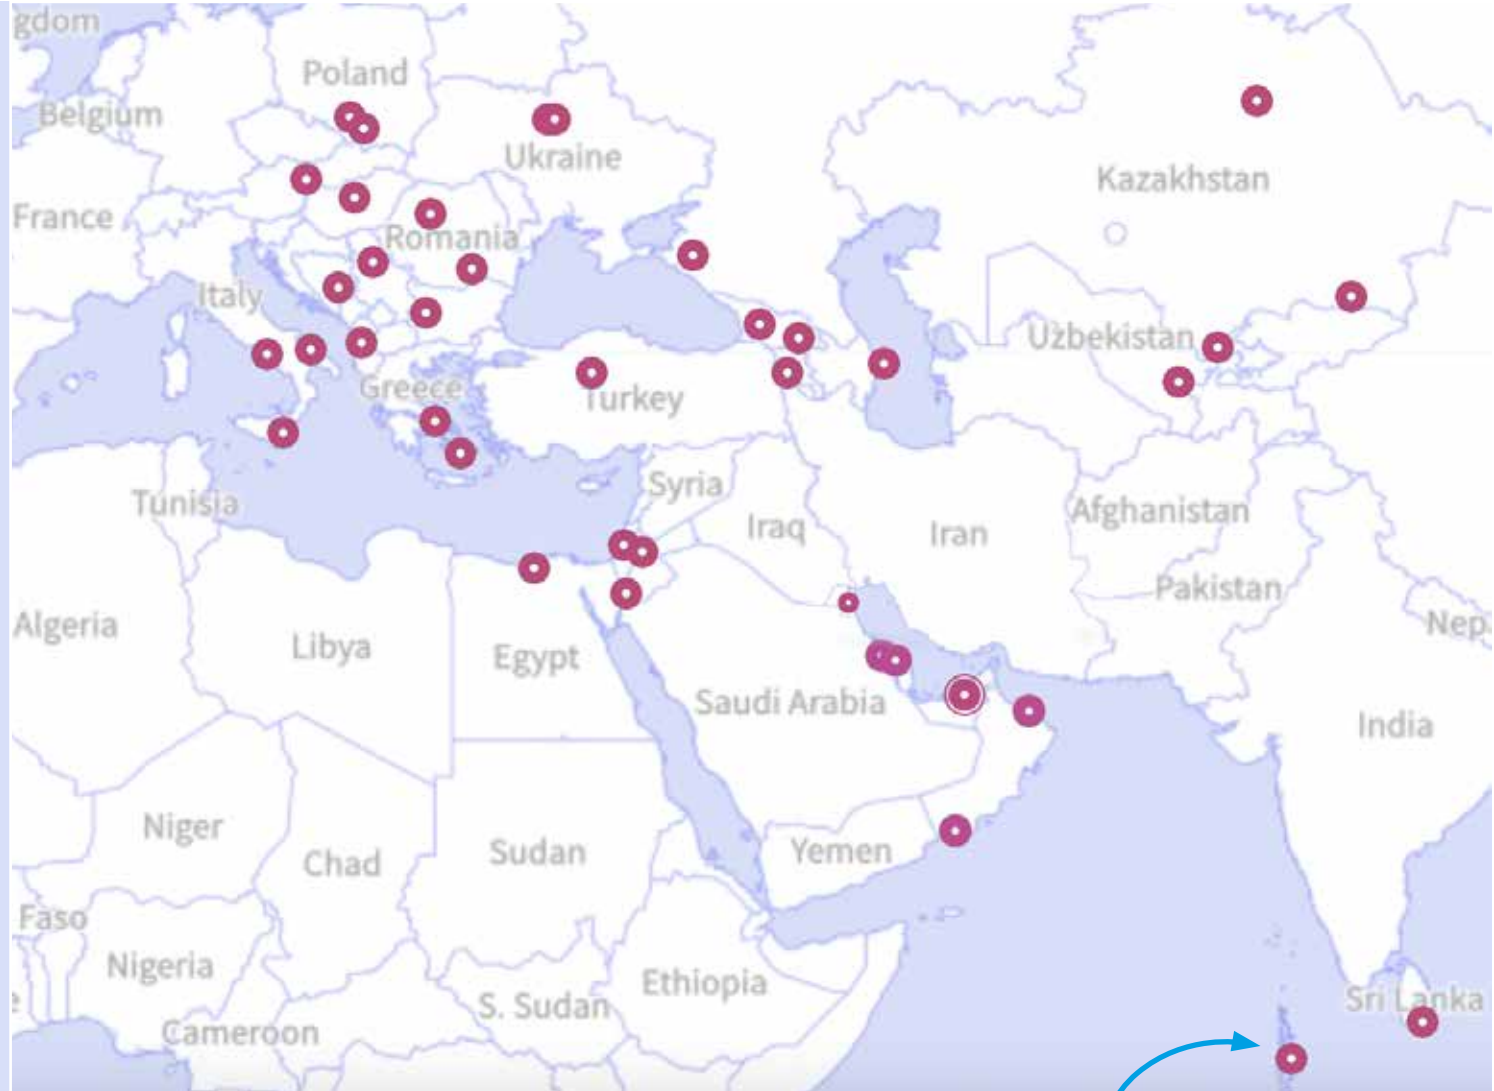 gdom
Poland
Belgium
Ukraine
Kazakhstan
France
Romania
Italy
Uzbekistan
Greece
Turkey
Syria
Tunisia
Afghanistan
Iraq
Iran
Pakistan
Algeria
Nep
Libya
Egypt
Saudi Arabia
India
Niger
Sudan
Yemen
Chad
Faso
Nigeria
Ethiopia
S. Sudan
Sri Lanka
Cameroon